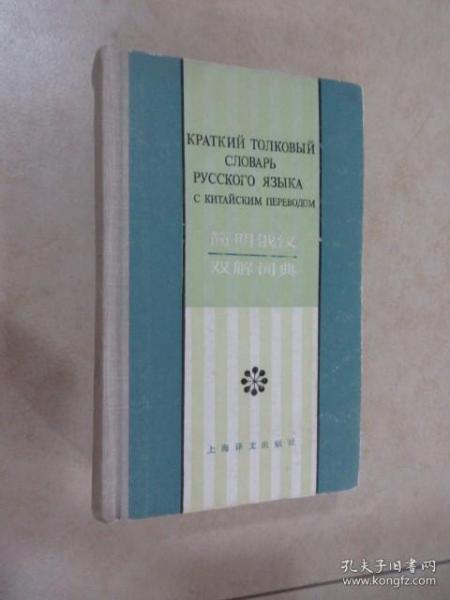 КРАТКИЙ ТОЛКОВЫЙ
СЛОВАРЬ
РУССКОГО ЯЗЫКА
С КИТАЙСКИМ ПЕРЕВОДОМ
简明俄汉
双解词典
上海译文出版社
孔夫子旧书网
www.kongfz.com